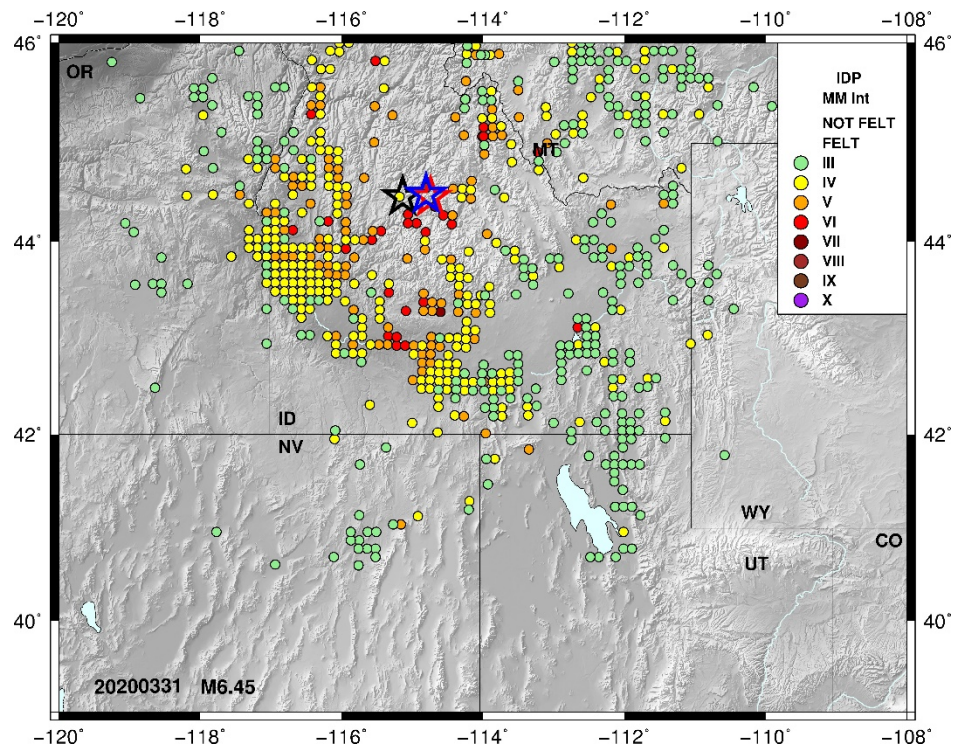 −120˚ −118˚ −116˚ −114˚ −112˚ −110˚ −108˚
46˚ 46˚
OR
IDP
MM Int
NOT FELT
FELT
III
IV
V
VI
VII
VIII
IX
X
MT
44˚ 44˚
42˚ 42˚
ID
NV
WY
CO
UT
40˚ 40˚
20200331 M6.45
−120˚ −118˚ −116˚ −114˚ −112˚ −110˚ −108˚